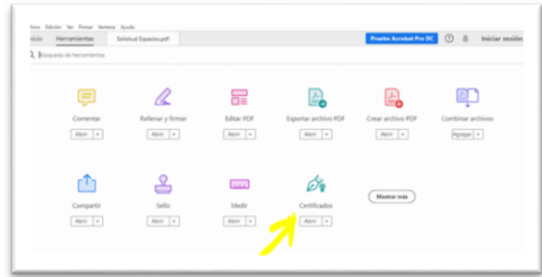 Edición Ver Firmar Ventana Ayuda
Inicio Herramientas Solicitud Espacios.pdf Pruebe Acrobat Pro DC Iniciar sesión
Búsqueda de herramientas
Comentar Rellenar y firmar Editar PDF Exportar archivo PDF Crear archivo PDF Combinar archivos
Abrir Abrir Abrir Abrir Abrir Agregar
Compartir Sello Medir Certificados Mostrar más
Abrir Abrir Abrir Abrir